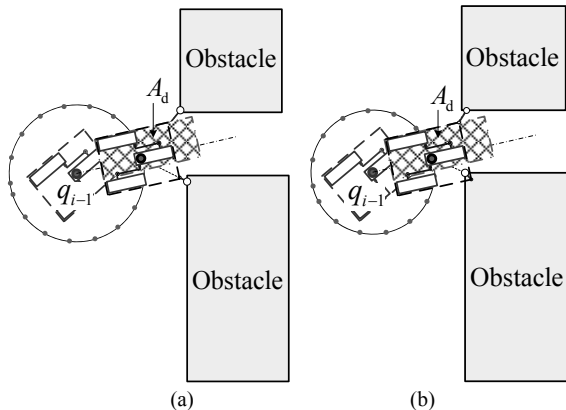 Obstacle
A_d
q_{i-1}
Obstacle
(a)
Obstacle
A_d
q_{i-1}
Obstacle
(b)